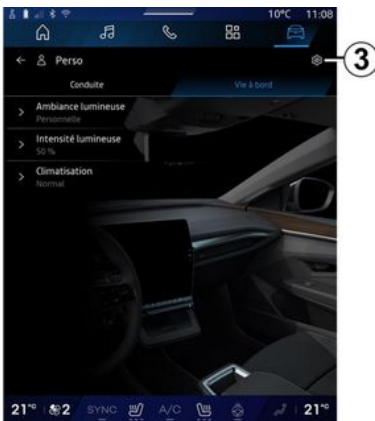 10°C 11:08
Perso
3
Conduite
Vie à bord
Ambiance lumineuse
Personnelle
Intensité lumineuse
50 %
Climatisation
Normal
21°C 2 SYNC A/C 21°C